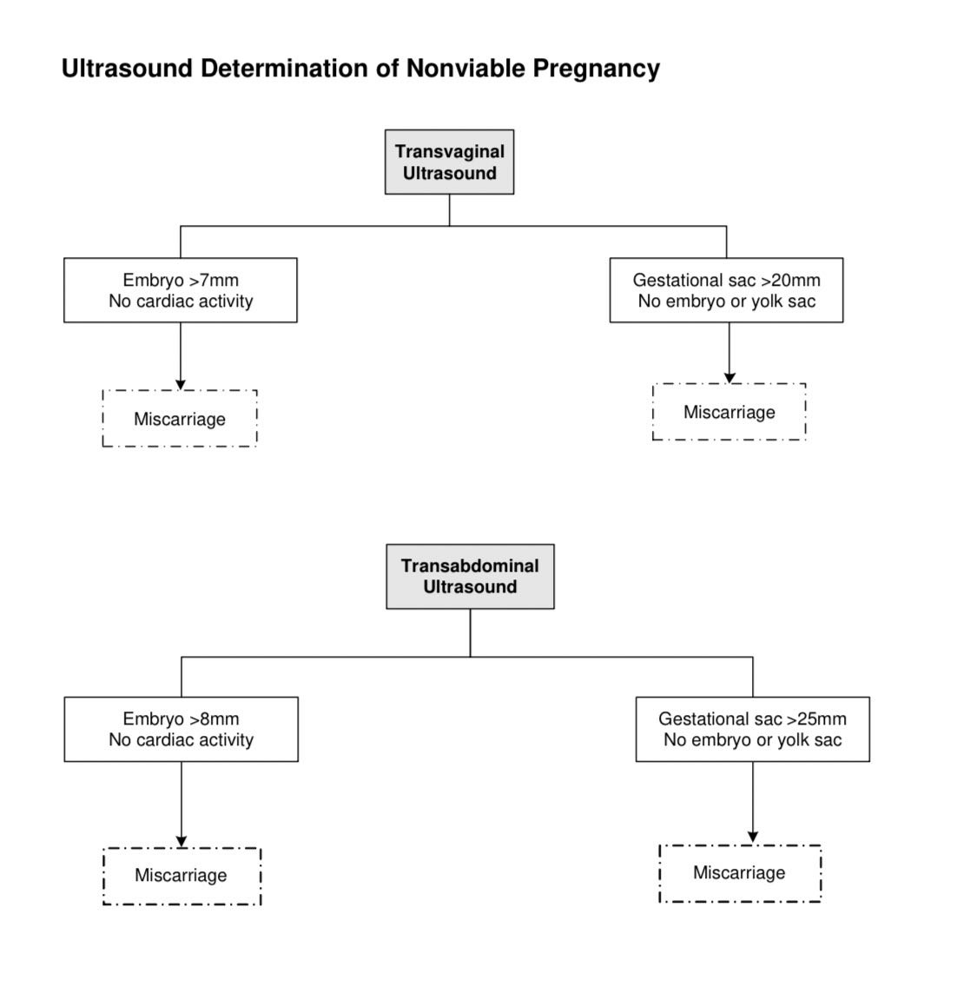 Ultrasound Determination of Nonviable Pregnancy
Transvaginal
Ultrasound
Embryo >7mm
No cardiac activity
Gestational sac >20mm
No embryo or yolk sac
Miscarriage
Miscarriage
Transabdominal
Ultrasound
Embryo >8mm
No cardiac activity
Gestational sac >25mm
No embryo or yolk sac
Miscarriage
Miscarriage